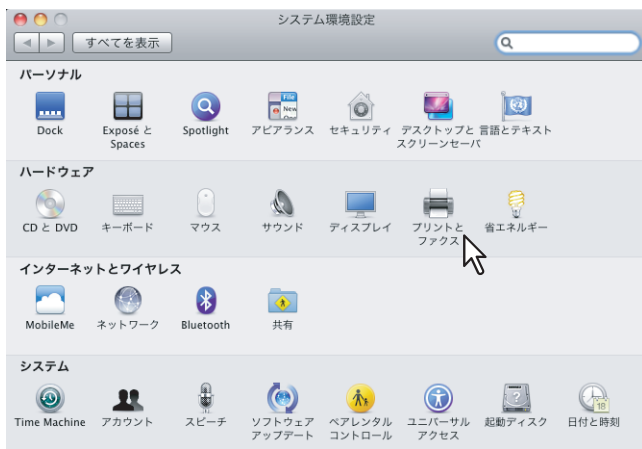 システム環境設定
すべてを表示
パーソナル
Dock
Exposé と
Spaces
Spotlight
アピアランス
セキュリティ
デスクトップと
スクリーンセーバ
言語とテキスト
ハードウェア
CD と DVD
キーボード
マウス
サウンド
ディスプレイ
プリントと
ファクス
省エネルギー
インターネットとワイヤレス
MobileMe
ネットワーク
Bluetooth
共有
システム
Time Machine
アカウント
スピーチ
ソフトウェア
アップデート
ペアレンタル
コントロール
ユニバーサル
アクセス
起動ディスク
18
日付と時刻